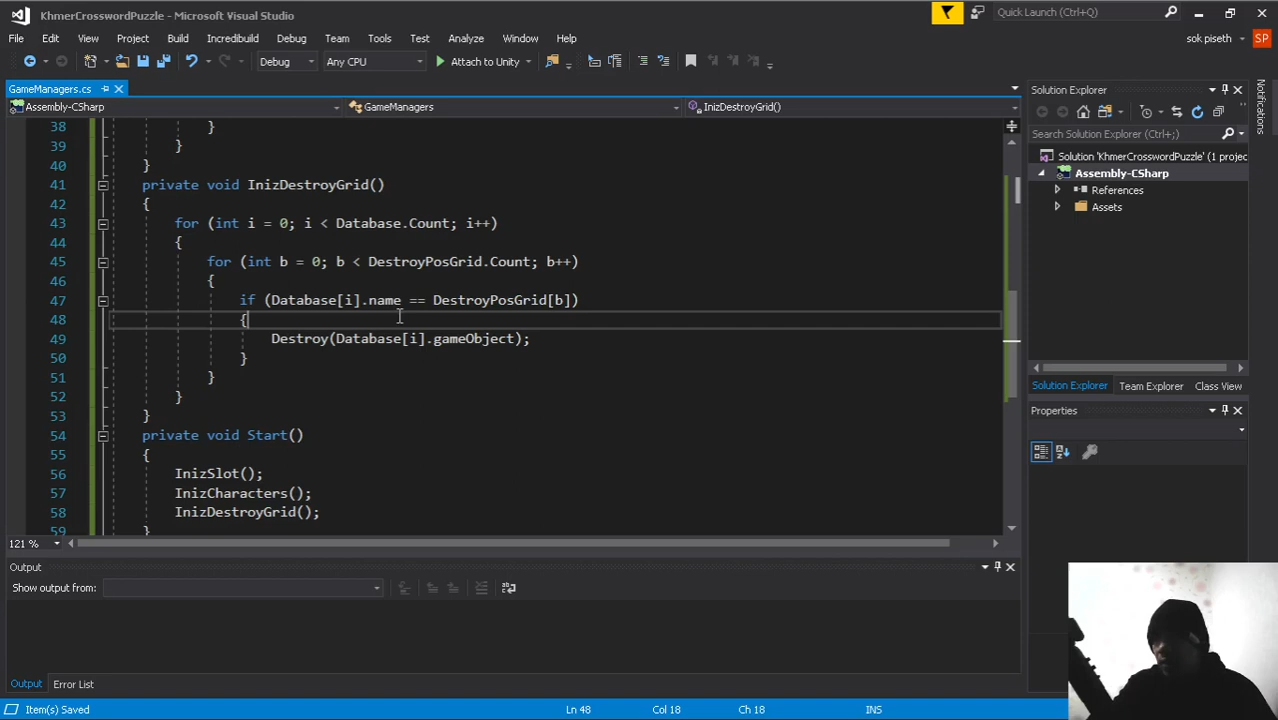 KhmerCrosswordPuzzle - Microsoft Visual Studio
Quick Launch (Ctrl+Q)
File Edit View Project Build Incredibuild Debug Team Tools Test Analyze Window Help
sok piseth SP
Debug Any CPU Attach to Unity
GameManagers.cs
Assembly-CSharp GameManagers InizDestroyGrid()
38 }
39 }
40 }
41 private void InizDestroyGrid()
42 {
43 for (int i = 0; i < Database.Count; i++)
44 {
45 for (int b = 0; b < DestroyPosGrid.Count; b++)
46 {
47 if (Database[i].name == DestroyPosGrid[b])
48 {
49 Destroy(Database[i].gameObject);
50 }
51 }
52 }
53 }
54 private void Start()
55 {
56 InizSlot();
57 InizCharacters();
58 InizDestroyGrid();
59 }
121 %
Output
Show output from:
Output Error List
Item(s) Saved Ln 48 Col 18 Ch 18 INS
Solution Explorer
Search Solution Explorer (Ctrl+;)
Solution 'KhmerCrosswordPuzzle' (1 projec
Assembly-CSharp
References
Assets
Solution Explorer Team Explorer Class View
Properties
Notifications